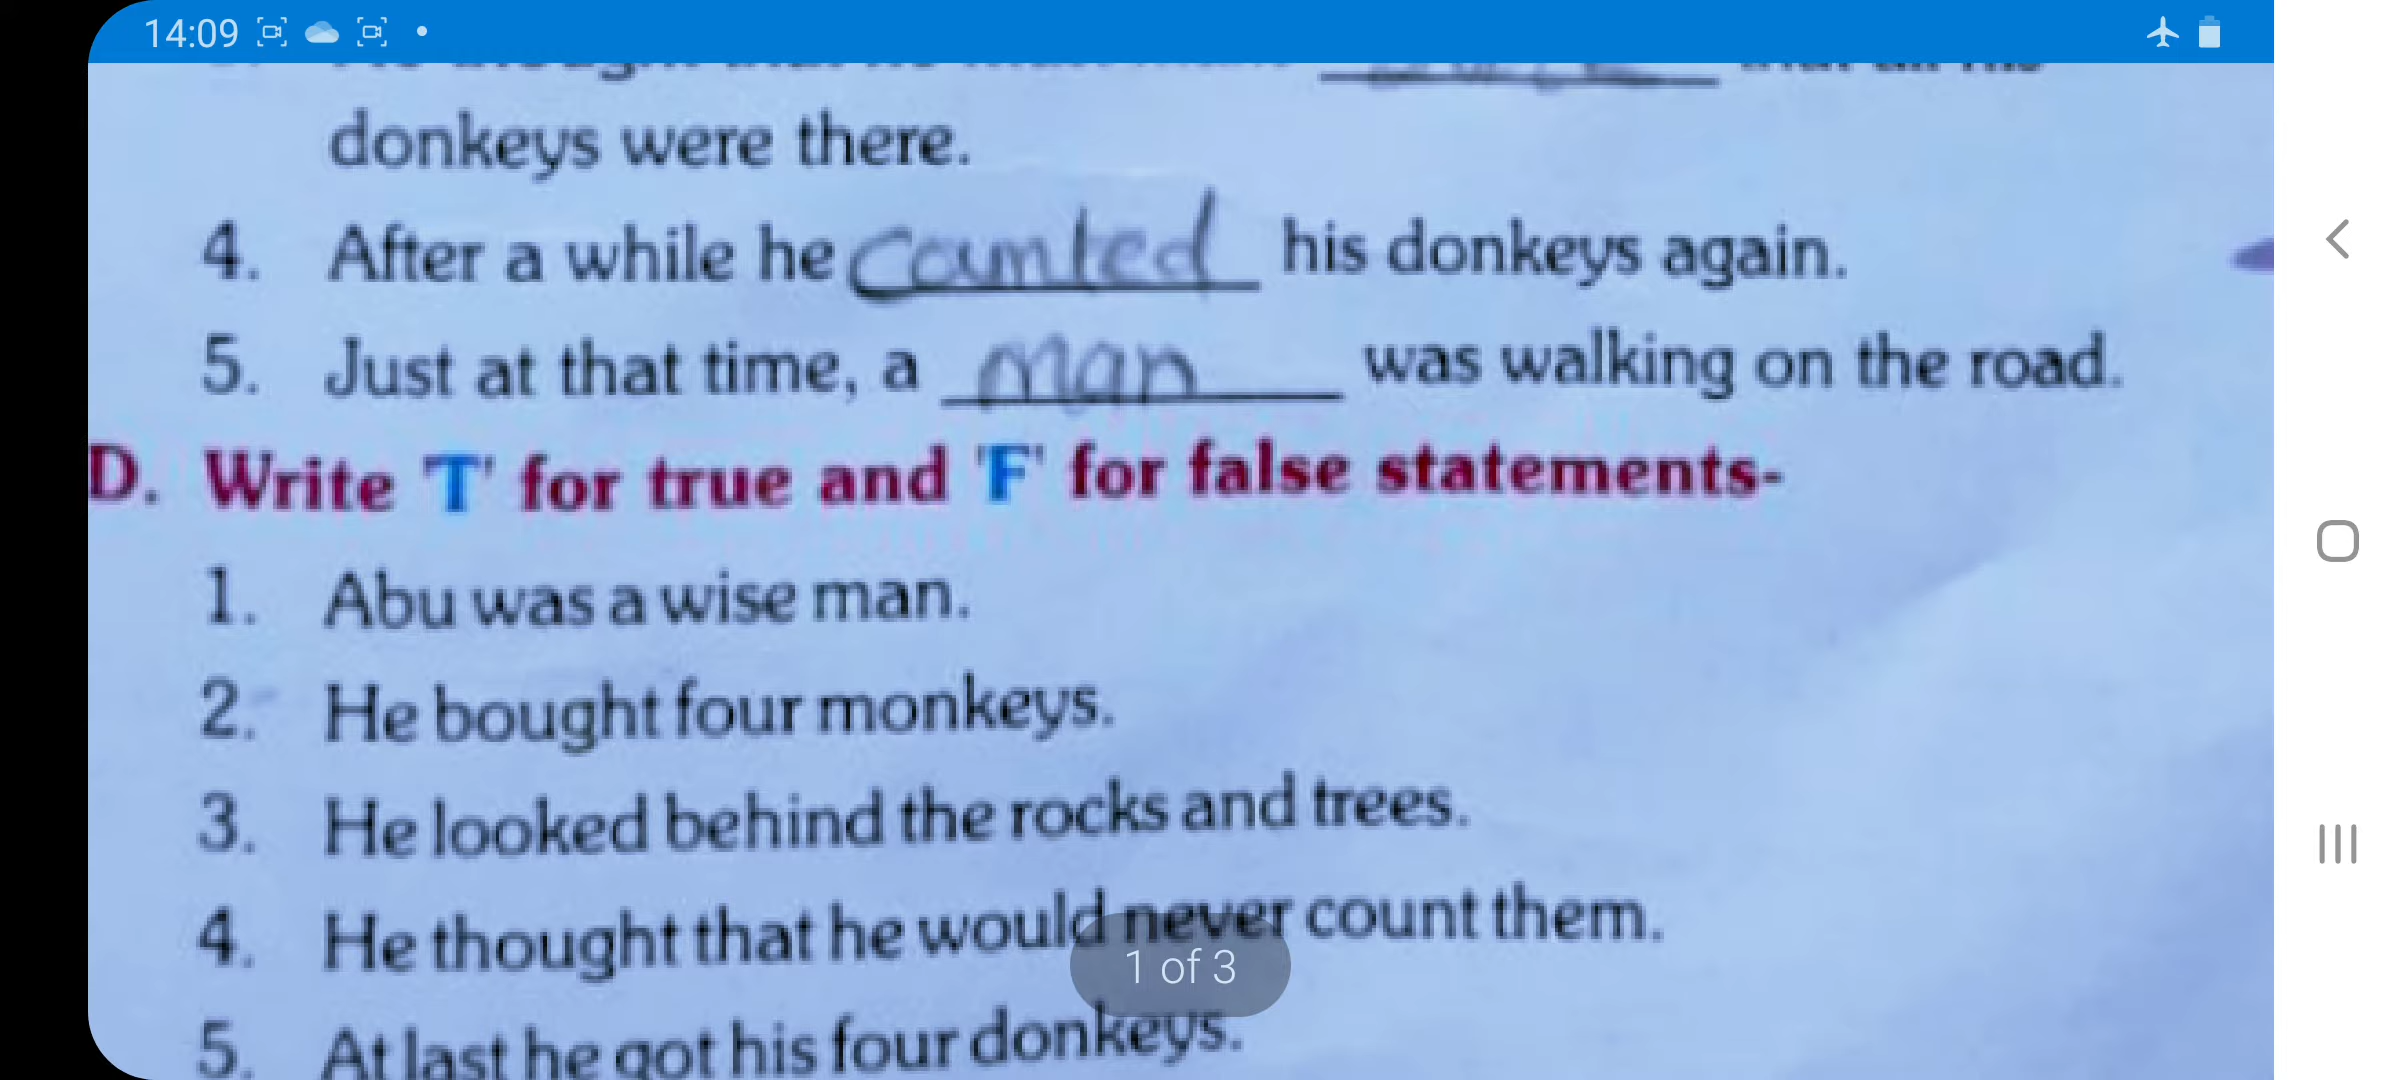 14:09
donkeys were there.
4. After a while he counted his donkeys again.
5. Just at that time, a man was walking on the road.
D. Write 'T' for true and 'F' for false statements-
1. Abu was a wise man.
2. He bought four monkeys.
3. He looked behind the rocks and trees.
4. He thought that he would never count them.
1 of 3
5. At last he got his four donkeys.